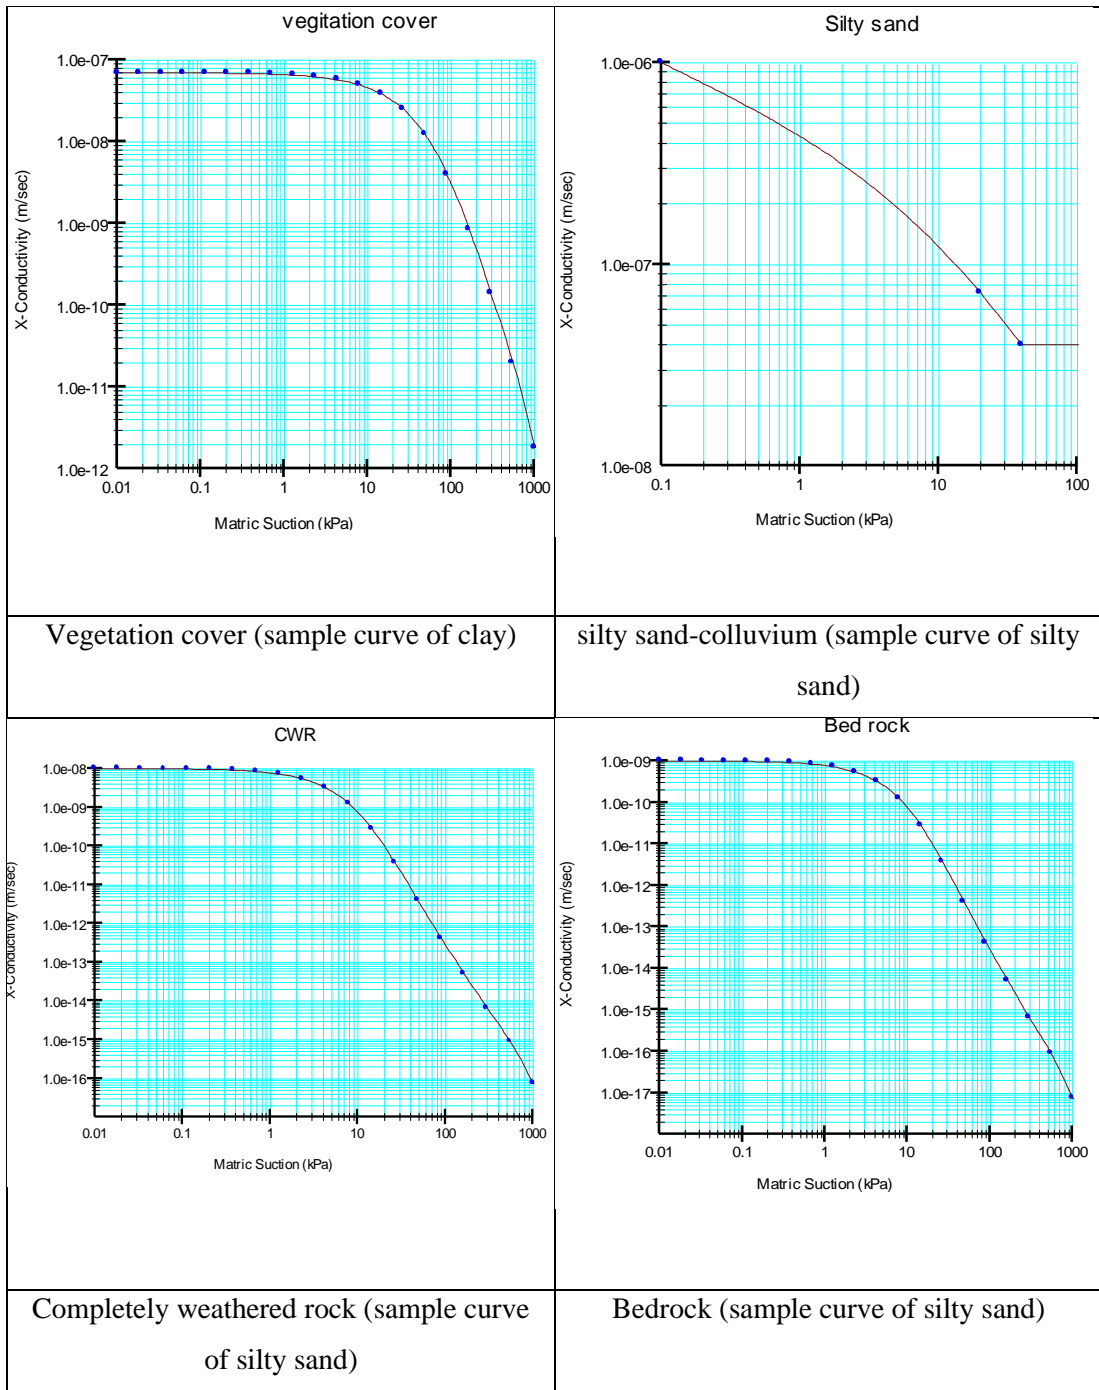 vegitation cover
1.0e-07
1.0e-08
1.0e-09
1.0e-10
1.0e-11
1.0e-12
X-Conductivity (m/sec)
0.01 0.1 1 10 100 1000
Matric Suction (kPa)
Silty sand
1.0e-06
1.0e-07
1.0e-08
X-Conductivity (m/sec)
0.1 1 10 100
Matric Suction (kPa)
Vegetation cover (sample curve of clay)
silty sand-colluvium (sample curve of silty
sand)
CWR
1.0e-08
1.0e-09
1.0e-10
1.0e-11
1.0e-12
1.0e-13
1.0e-14
1.0e-15
1.0e-16
X-Conductivity (m/sec)
0.01 0.1 1 10 100 1000
Matric Suction (kPa)
Bed rock
1.0e-09
1.0e-10
1.0e-11
1.0e-12
1.0e-13
1.0e-14
1.0e-15
1.0e-16
1.0e-17
X-Conductivity (m/sec)
0.01 0.1 1 10 100 1000
Matric Suction (kPa)
Completely weathered rock (sample curve
of silty sand)
Bedrock (sample curve of silty sand)